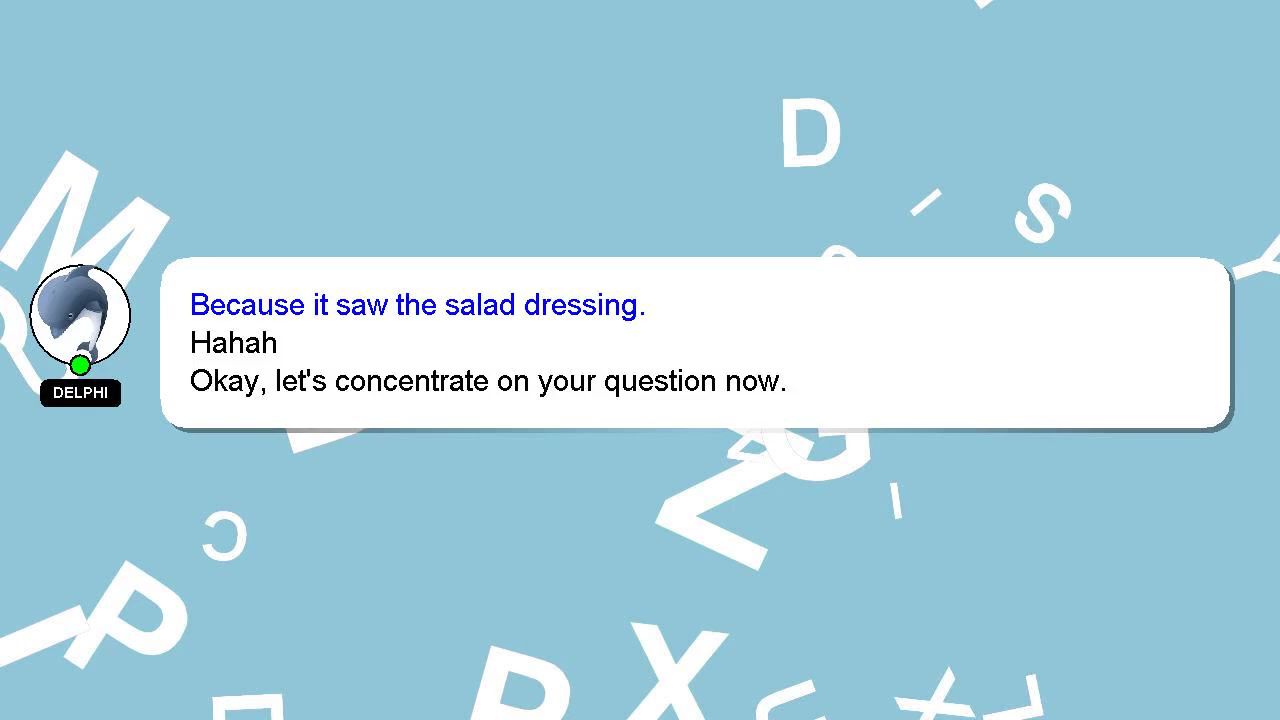 Because it saw the salad dressing.
Hahah
Okay, let's concentrate on your question now.
DELPHI